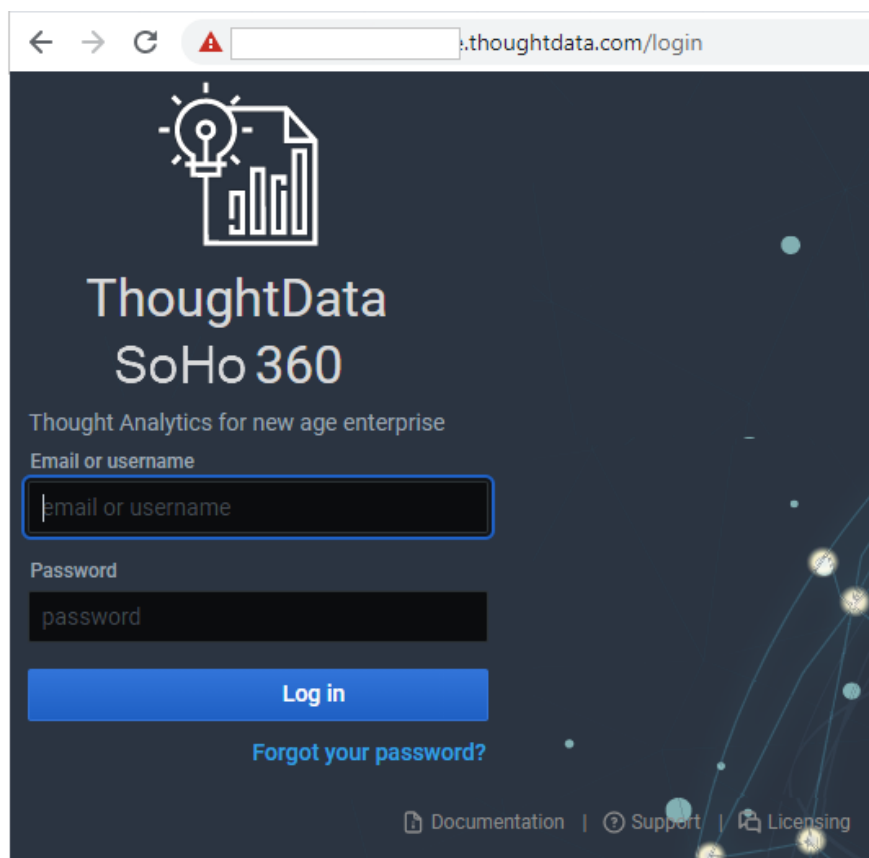 .thoughtdata.com/login
ThoughtData
SoHo 360
Thought Analytics for new age enterprise
Email or username
email or username
Password
password
Log in
Forgot your password?
Documentation | Support | Licensing